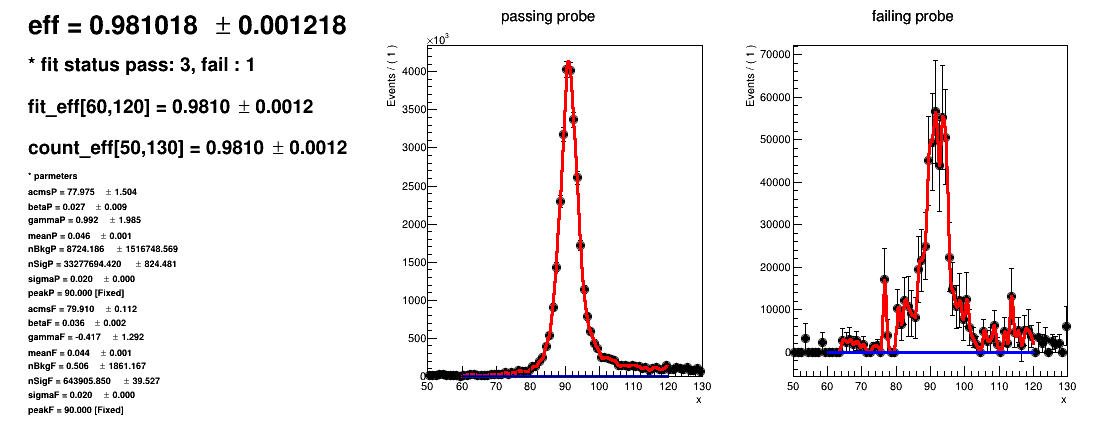 eff = 0.981018 ± 0.001218
* fit status pass: 3, fail : 1
fit_eff[60,120] = 0.9810 ± 0.0012
count_eff[50,130] = 0.9810 ± 0.0012
* parmeters
acmsP = 77.975 ± 1.504
betaP = 0.027 ± 0.009
gammaP = 0.992 ± 1.985
meanP = 0.046 ± 0.001
nBkgP = 8724.186 ± 1516748.569
nSigP = 33277694.420 ± 824.481
sigmaP = 0.020 ± 0.000
peakP = 90.000 [Fixed]
acmsF = 79.910 ± 0.112
betaF = 0.036 ± 0.002
gammaF = -0.417 ± 1.292
meanF = 0.044 ± 0.001
nBkgF = 0.506 ± 1861.167
nSigF = 643905.850 ± 39.527
sigmaF = 0.020 ± 0.000
peakF = 90.000 [Fixed]
passing probe
×10³
Events / ( 1 )
4000
3500
3000
2500
2000
1500
1000
500
0
50 60 70 80 90 100 110 120 130
x
failing probe
Events / ( 1 )
70000
60000
50000
40000
30000
20000
10000
0
50 60 70 80 90 100 110 120 130
x